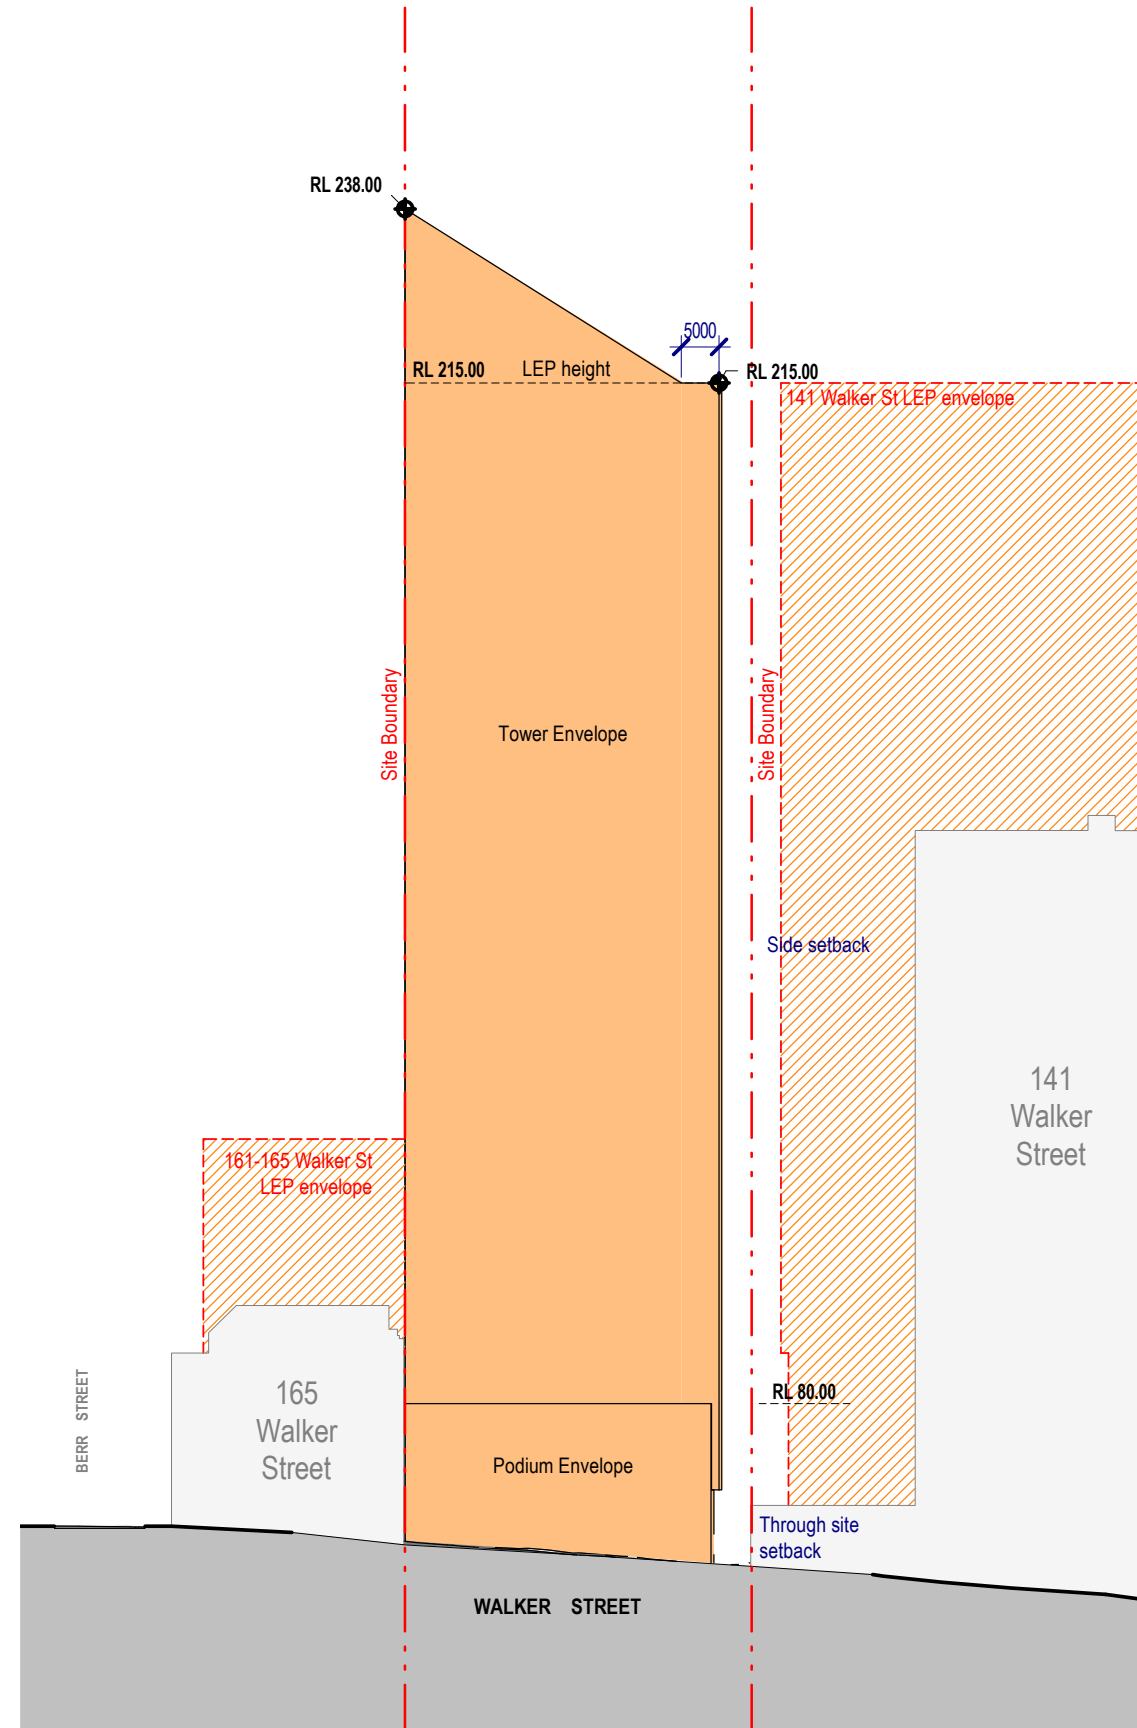 RL 238.00
5000
RL 215.00
LEP height
RL 215.00
141 Walker St LEP envelope
Site Boundary
Tower Envelope
Site Boundary
Side setback
141
Walker
Street
161-165 Walker St
LEP envelope
165
Walker
Street
BERR STREET
RL 80.00
Podium Envelope
Through site
setback
WALKER STREET